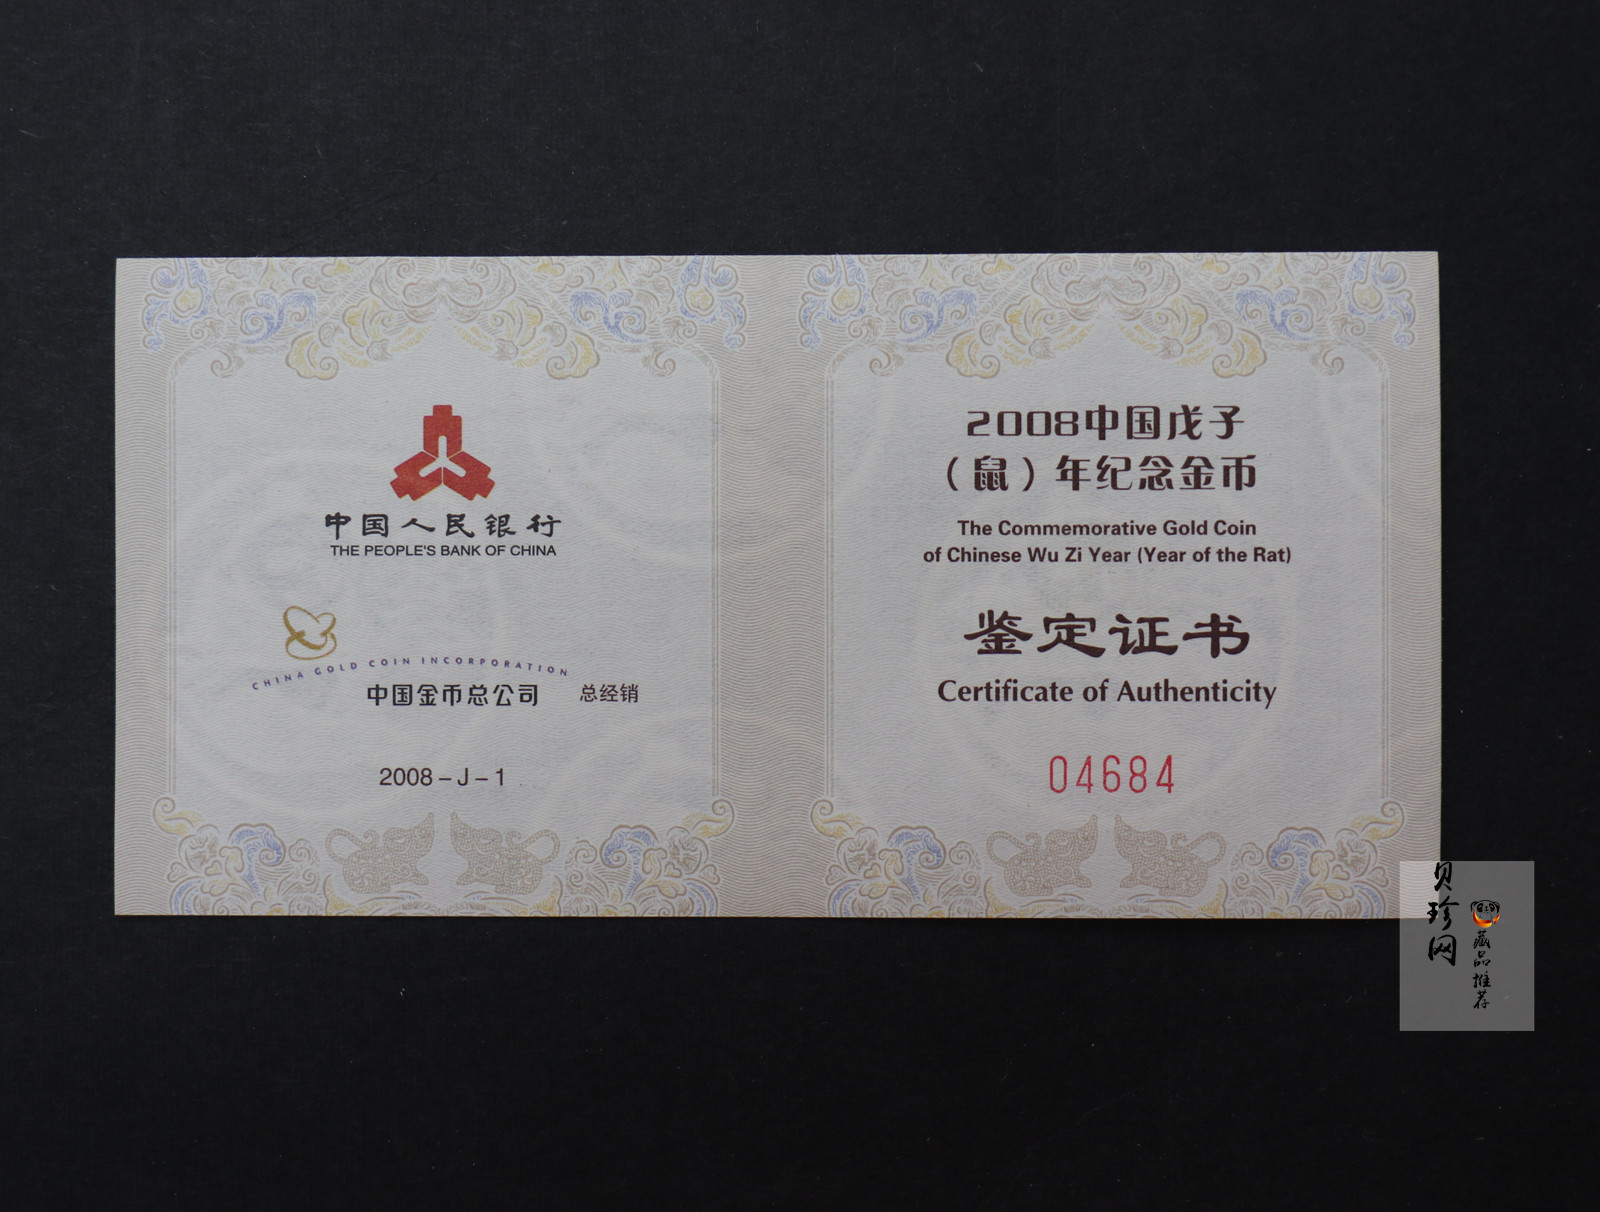 中国人民银行
THE PEOPLE'S BANK OF CHINA
CHINA GOLD COIN INCORPORATION
中国金币总公司 总经销
2008－J－1
2008中国戊子
（鼠）年纪念金币
The Commemorative Gold Coin
of Chinese Wu Zi Year (Year of the Rat)
鉴定证书
Certificate of Authenticity
04684
贝珍网
藏品推荐